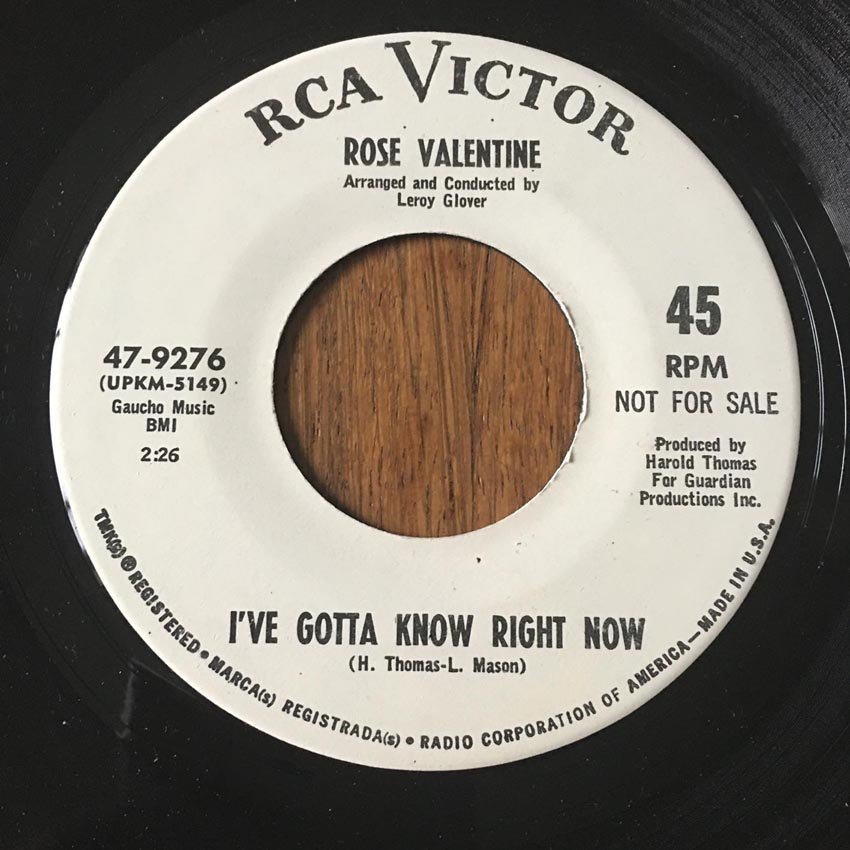 RCA VICTOR
ROSE VALENTINE
Arranged and Conducted by
Leroy Glover
47-9276
(UPKM-5149)
Gaucho Music
BMI
2:26
45
RPM
NOT FOR SALE
Produced by
Harold Thomas
For Guardian
Productions Inc.
I'VE GOTTA KNOW RIGHT NOW
(H. Thomas-L. Mason)
TMK(s) ® REGISTERED • MARCA(s) REGISTRADA(s) • RADIO CORPORATION OF AMERICA—MADE IN U.S.A.